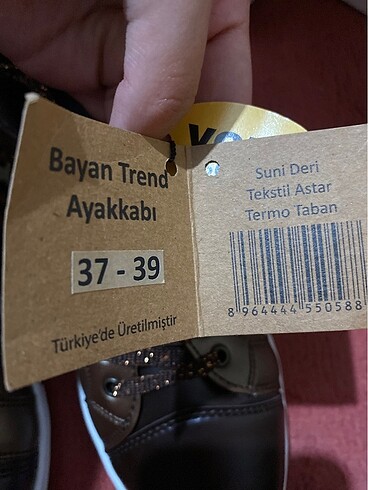 Bayan Trend
Ayakkabı
37 - 39
Türkiye'de Üretilmiştir
Suni Deri
Tekstil Astar
Termo Taban
8 964444 550588